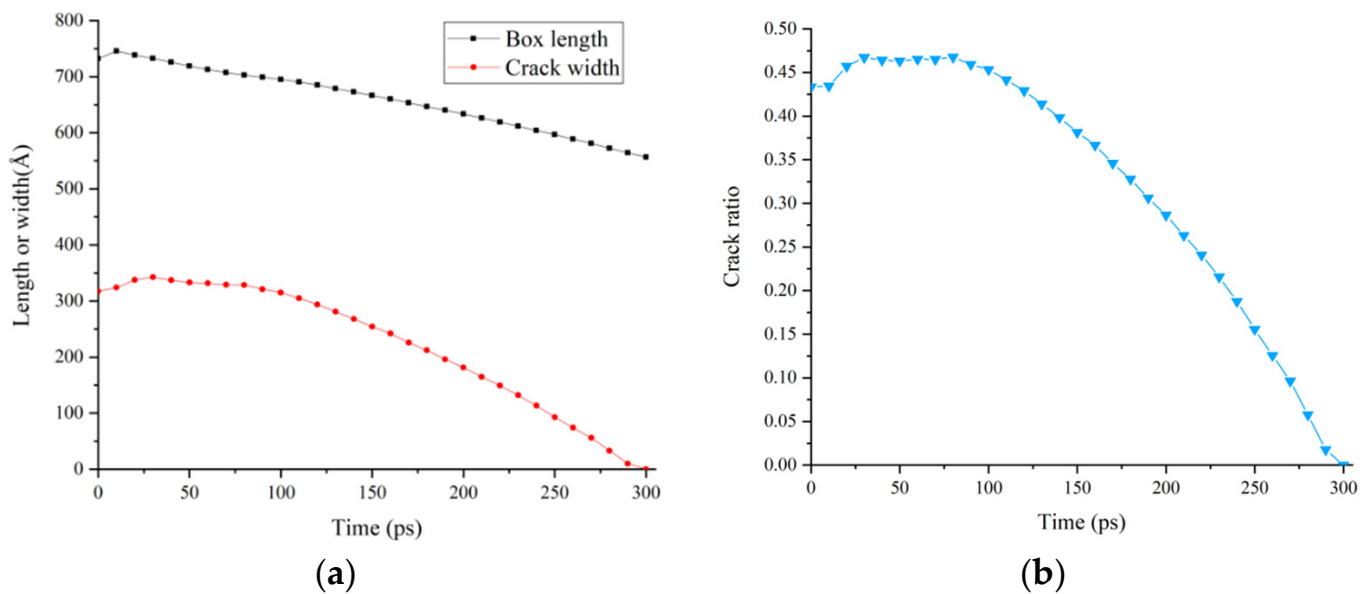 Box length
Crack width
Length or width(Å)
800
700
600
500
400
300
200
100
0
0 50 100 150 200 250 300
Time (ps)
(a)
Crack ratio
0.50
0.45
0.40
0.35
0.30
0.25
0.20
0.15
0.10
0.05
0.00
0 50 100 150 200 250 300
Time (ps)
(b)